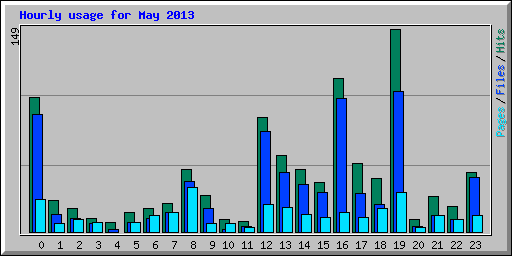 Hourly usage for May 2013
149
Pages/Files/Hits
0 1 2 3 4 5 6 7 8 9 10 11 12 13 14 15 16 17 18 19 20 21 22 23